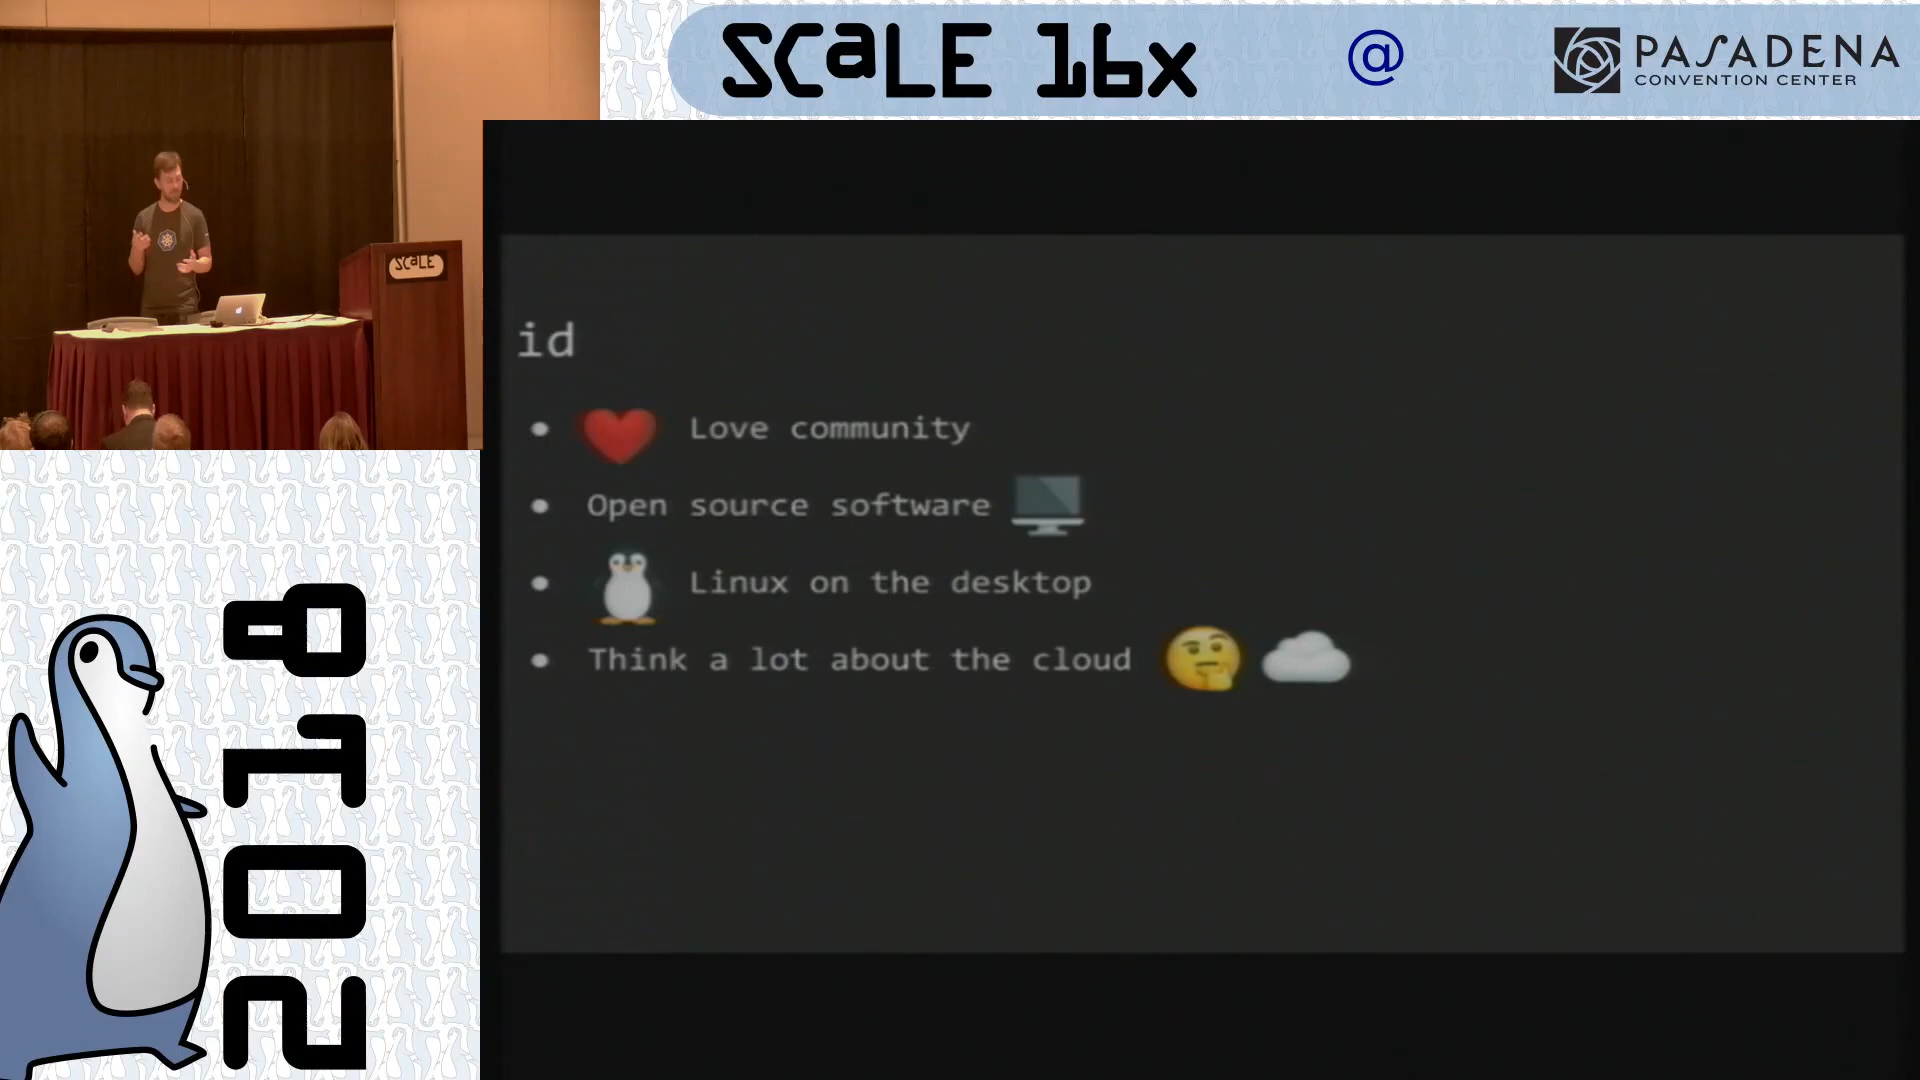 SCaLE 16x @ PASADENA
CONVENTION CENTER
SCaLE
id
Love community
Open source software
Linux on the desktop
Think a lot about the cloud
2018